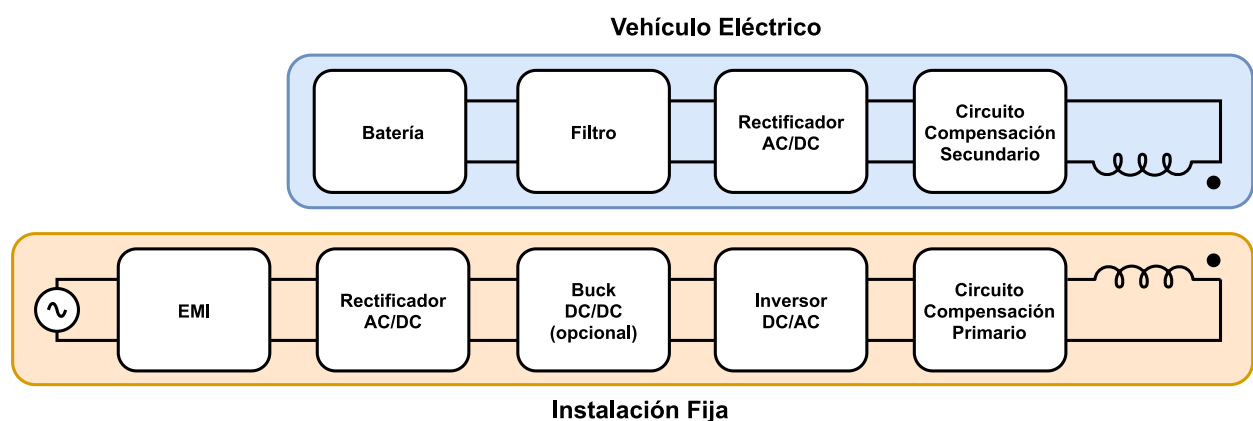 Vehículo Eléctrico
Batería
Filtro
Rectificador
AC/DC
Circuito
Compensación
Secundario
EMI
Rectificador
AC/DC
Buck
DC/DC
(opcional)
Inversor
DC/AC
Circuito
Compensación
Primario
Instalación Fija